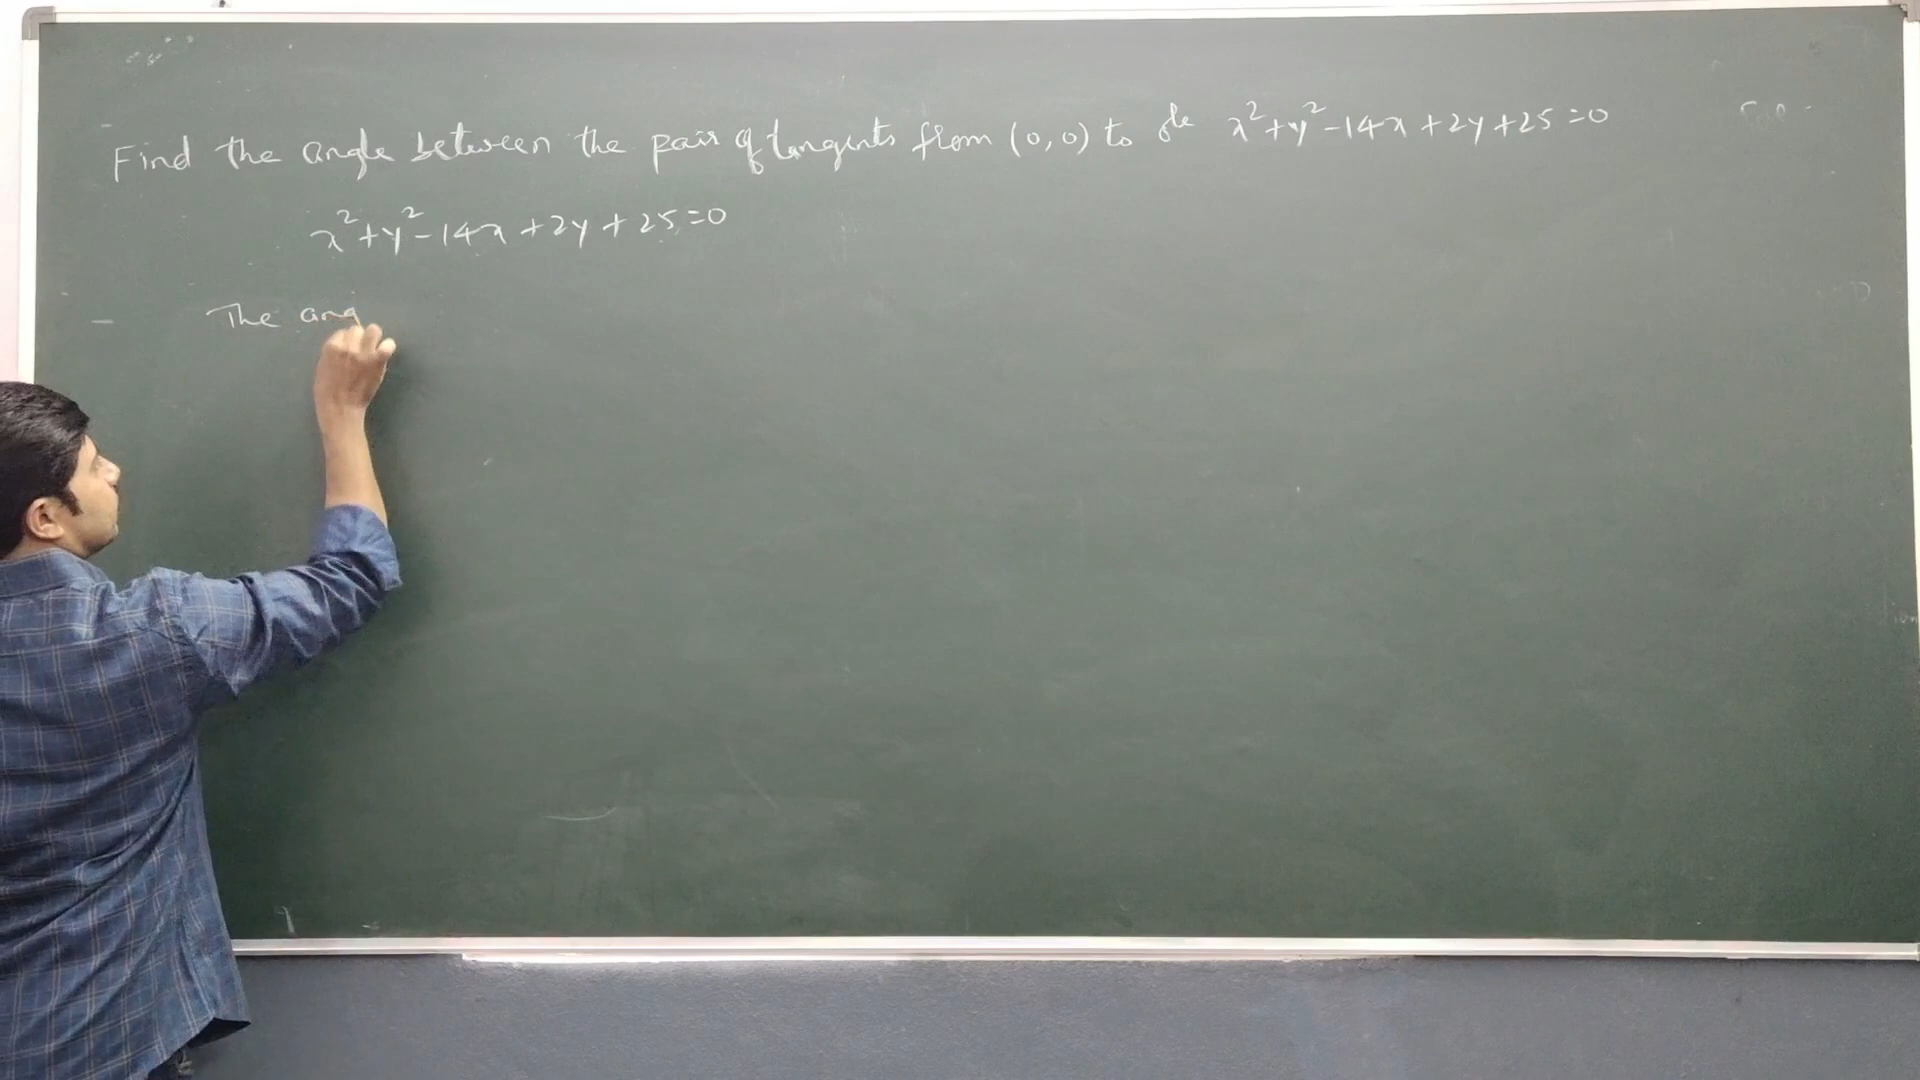 Find the angle between the pair of tangents from (0,0) to ole x²+y²-14x+2y+25=0
x²+y²-14x+2y+25=0
The ang